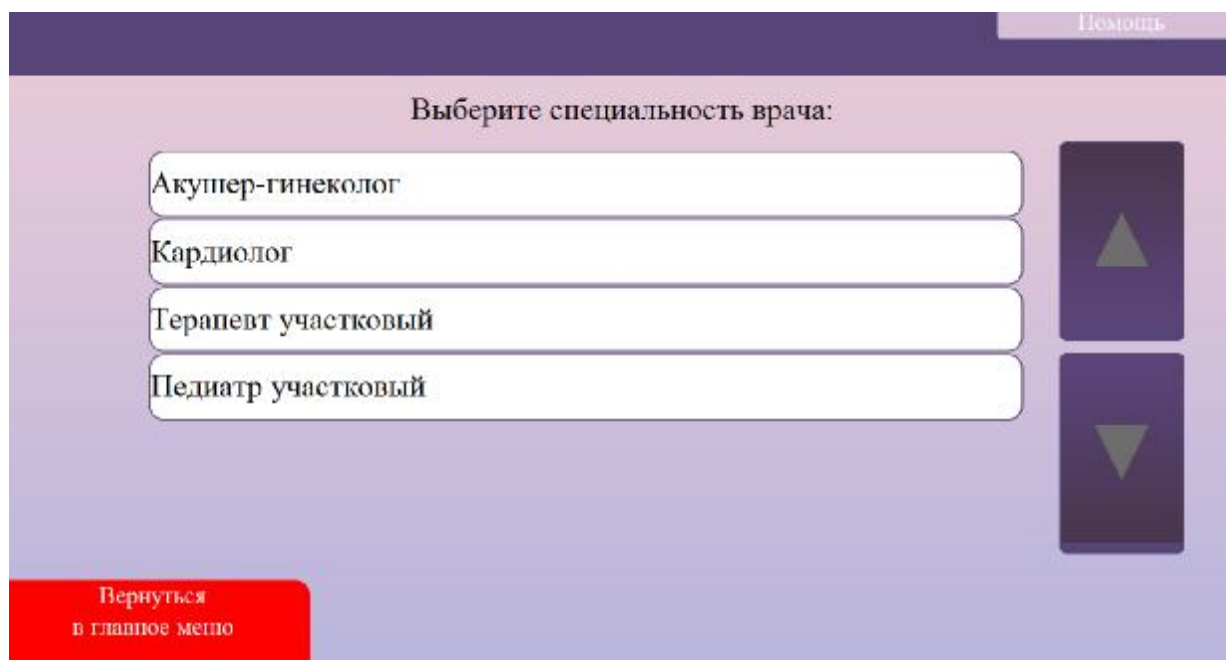 Помощь
Выберите специальность врача:
Акушер-гинеколог
Кардиолог
Терапевт участковый
Педиатр участковый
Вернуться
в главное меню